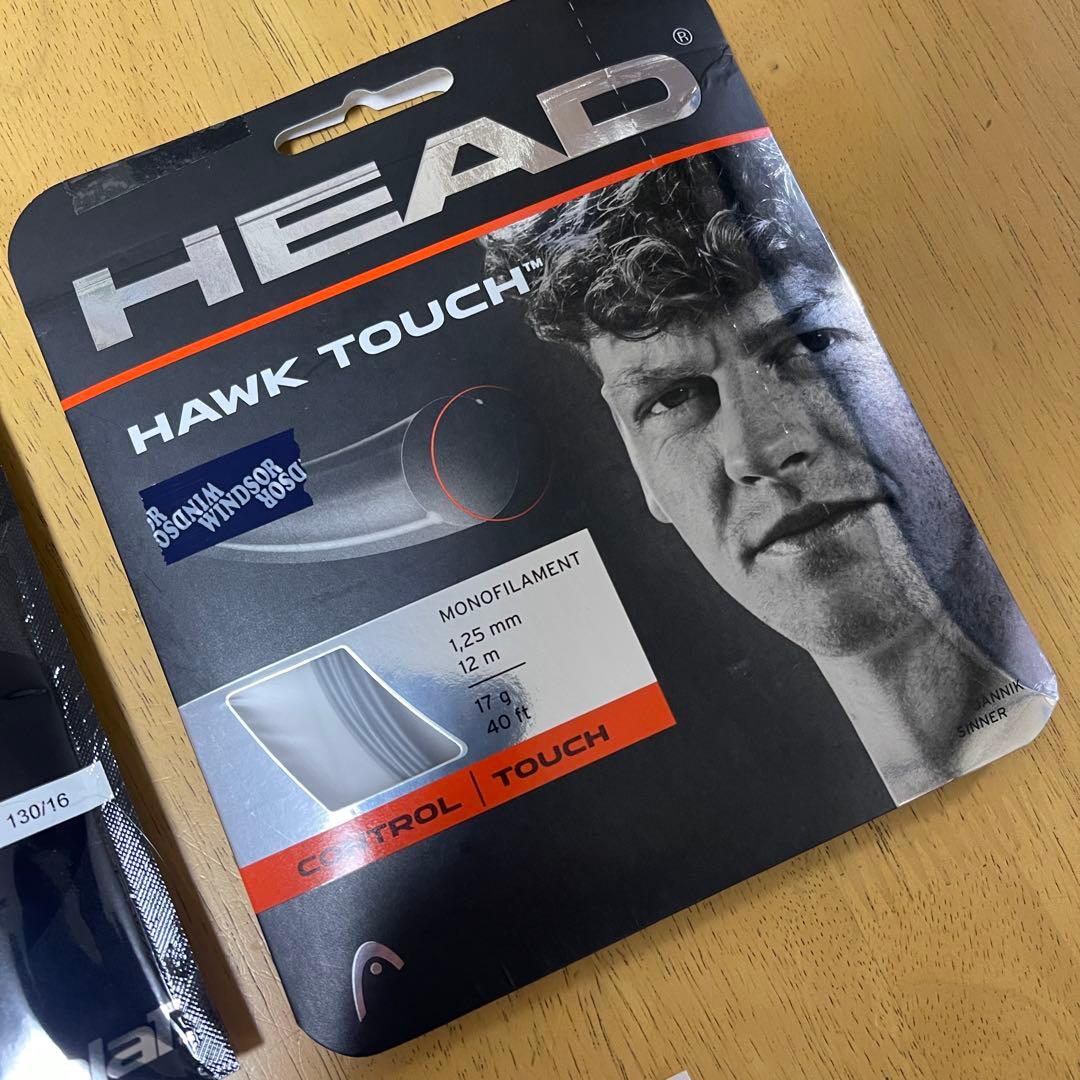 HEAD®
HAWK TOUCH™
WINDSOR
MONOFILAMENT
1,25 mm
12 m
17 g
40 ft
CONTROL | TOUCH
JANNIK
SINNER
130/16